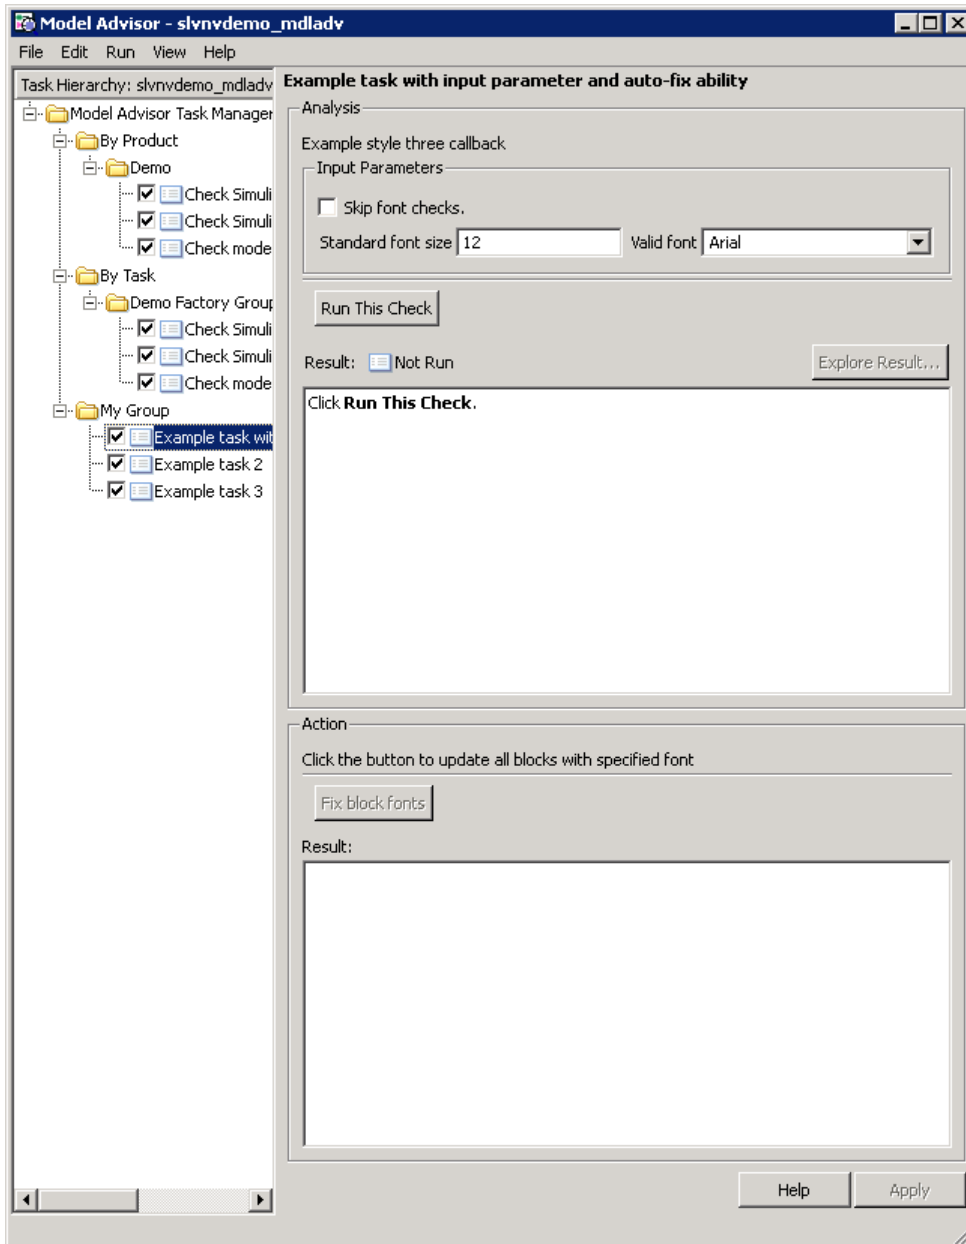 Model Advisor - slvnvdemo_mdladv
File Edit Run View Help
Task Hierarchy: slvnvdemo_mdladv
Model Advisor Task Manager
By Product
Demo
Check Simuli
Check Simuli
Check mode
By Task
Demo Factory Group
Check Simuli
Check Simuli
Check mode
My Group
Example task wit
Example task 2
Example task 3
Example task with input parameter and auto-fix ability
Analysis
Example style three callback
Input Parameters
Skip font checks.
Standard font size 12 Valid font Arial
Run This Check
Result: Not Run Explore Result...
Click Run This Check.
Action
Click the button to update all blocks with specified font
Fix block fonts
Result:
Help Apply